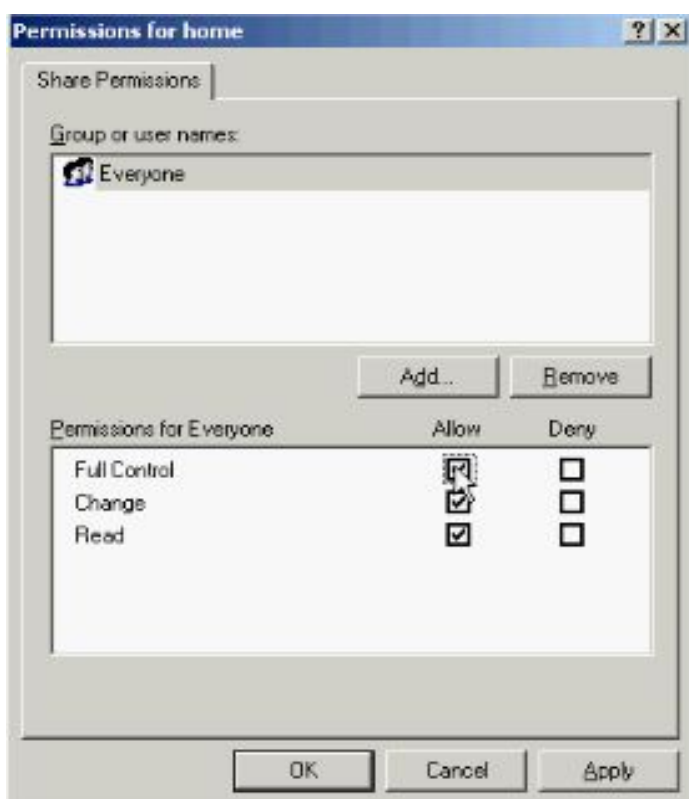 Permissions for home
Share Permissions
Group or user names:
Everyone
Add...
Remove
Permissions for Everyone Allow Deny
Full Control
Change
Read
OK Cancel Apply